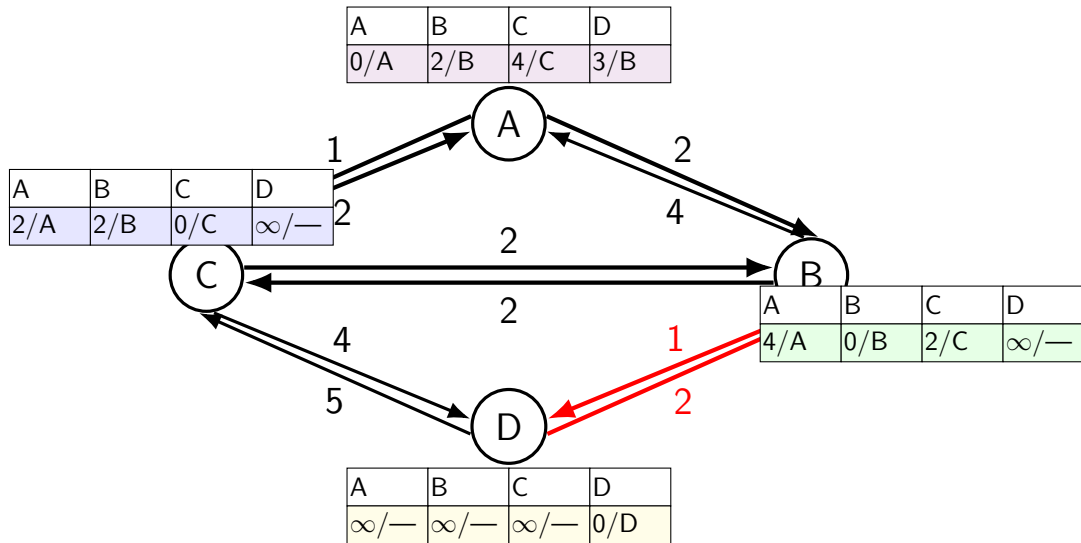 A B C D
0/A 2/B 4/C 3/B
A
1 2
2 4
A B C D
2/A 2/B 0/C ∞/—
C 2 B
2
A B C D
4/A 0/B 2/C ∞/—
4 1
5 2
D
A B C D
∞/— ∞/— ∞/— 0/D